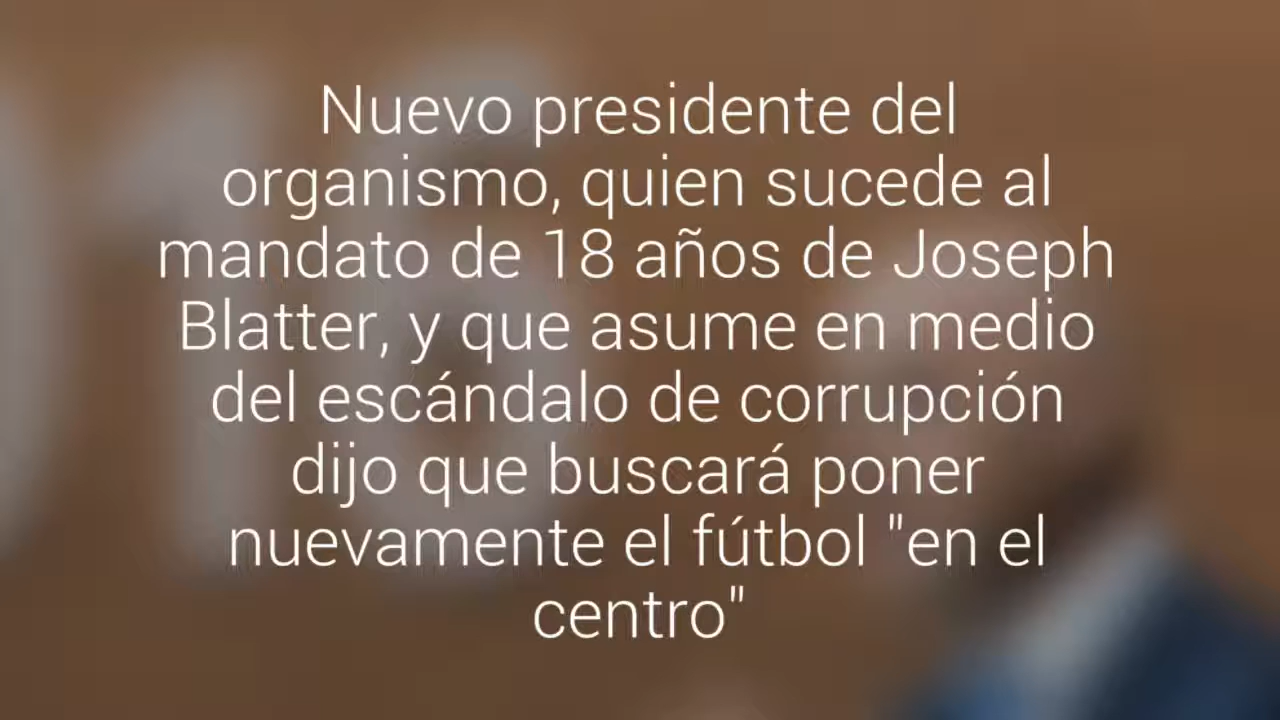 Nuevo presidente del
organismo, quien sucede al
mandato de 18 años de Joseph
Blatter, y que asume en medio
del escándalo de corrupción
dijo que buscará poner
nuevamente el fútbol "en el
centro"